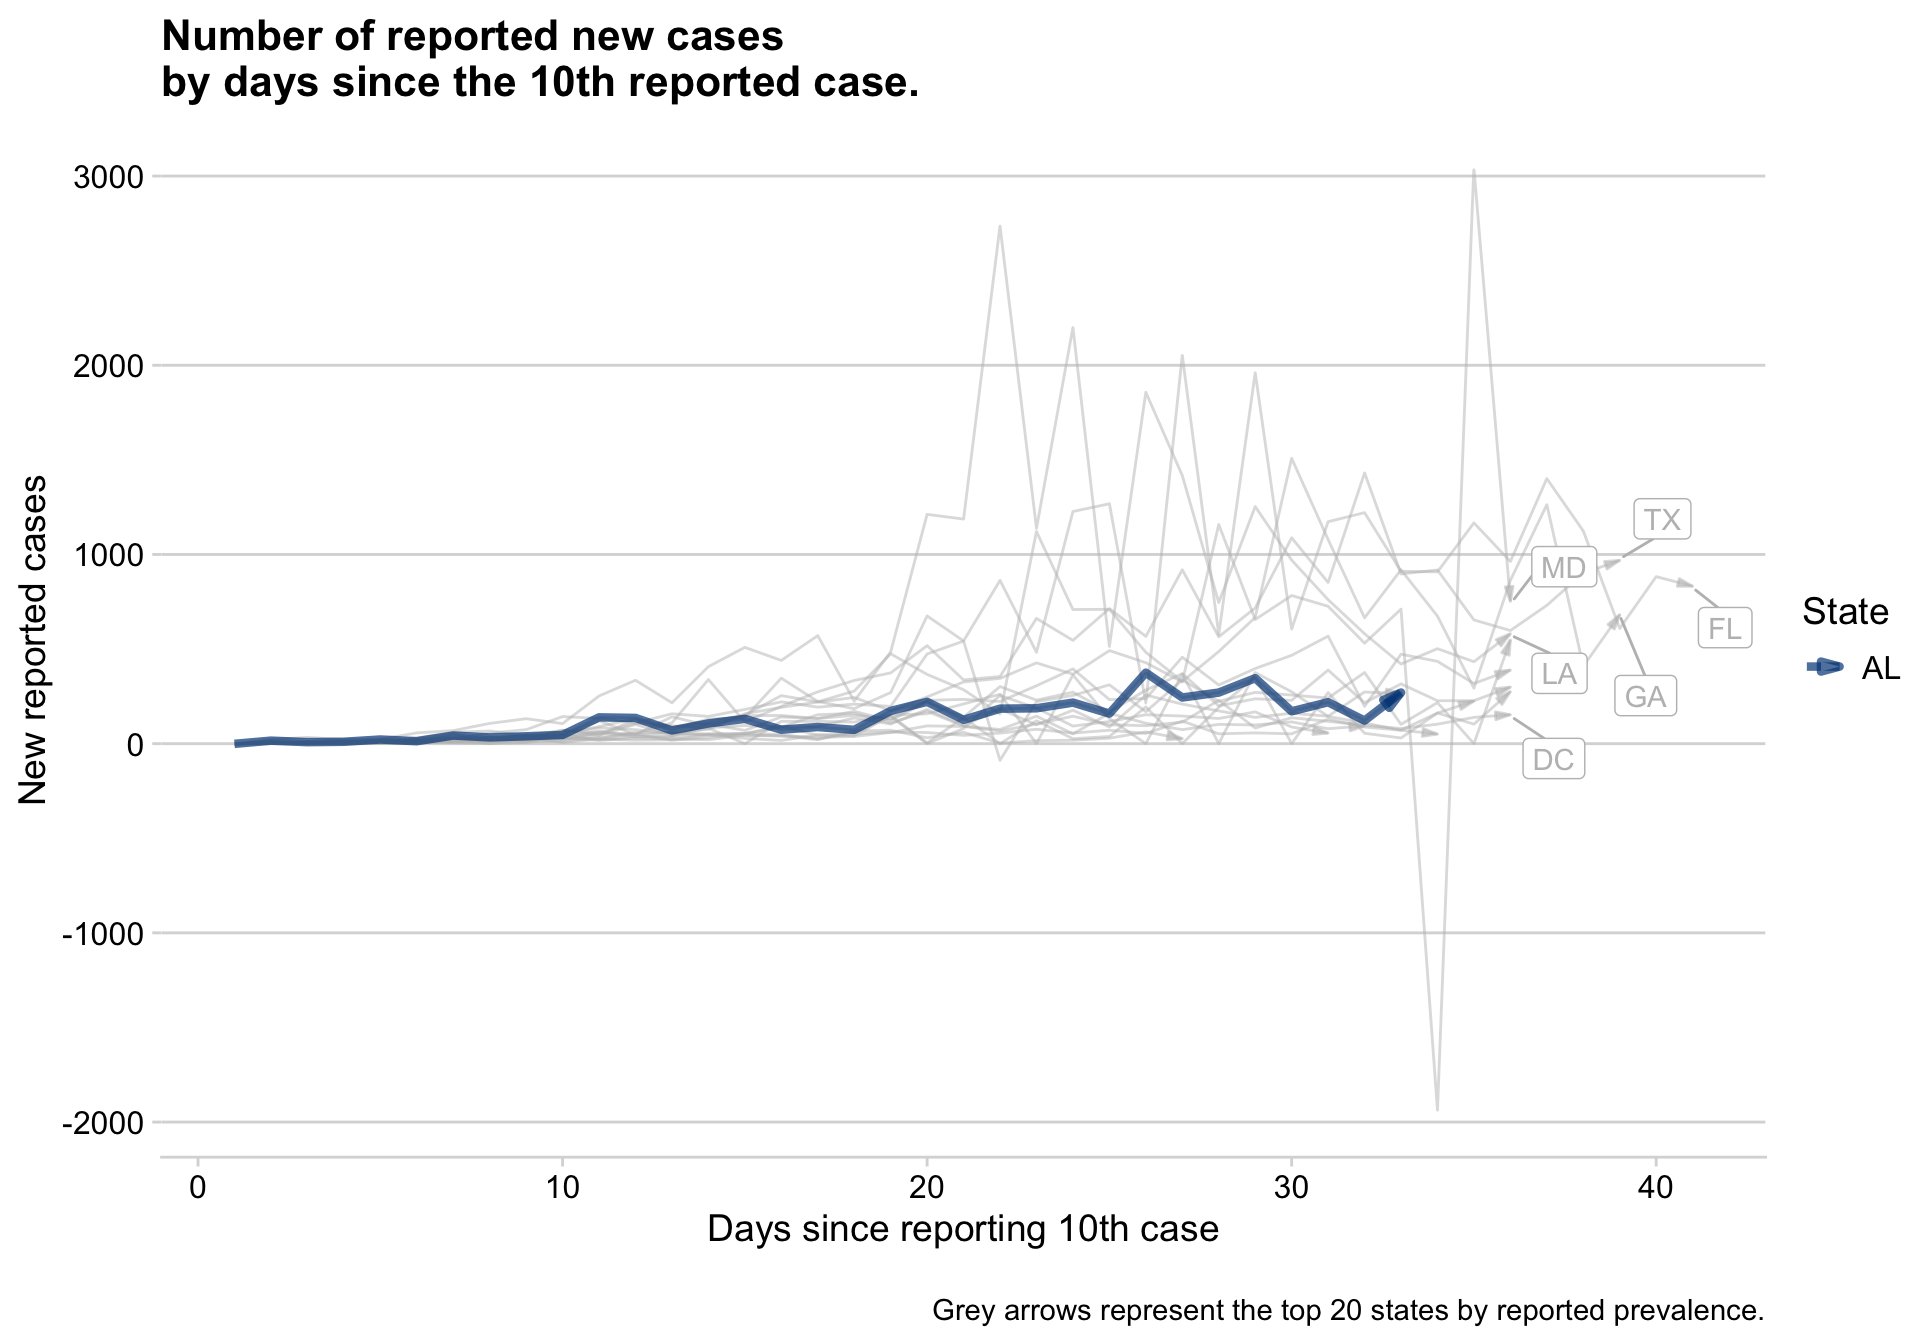 Number of reported new cases
by days since the 10th reported case.
New reported cases
3000
2000
1000
0
-1000
-2000
TX
MD
FL
LA
GA
DC
State
AL
0
10
20
30
40
Days since reporting 10th case
Grey arrows represent the top 20 states by reported prevalence.